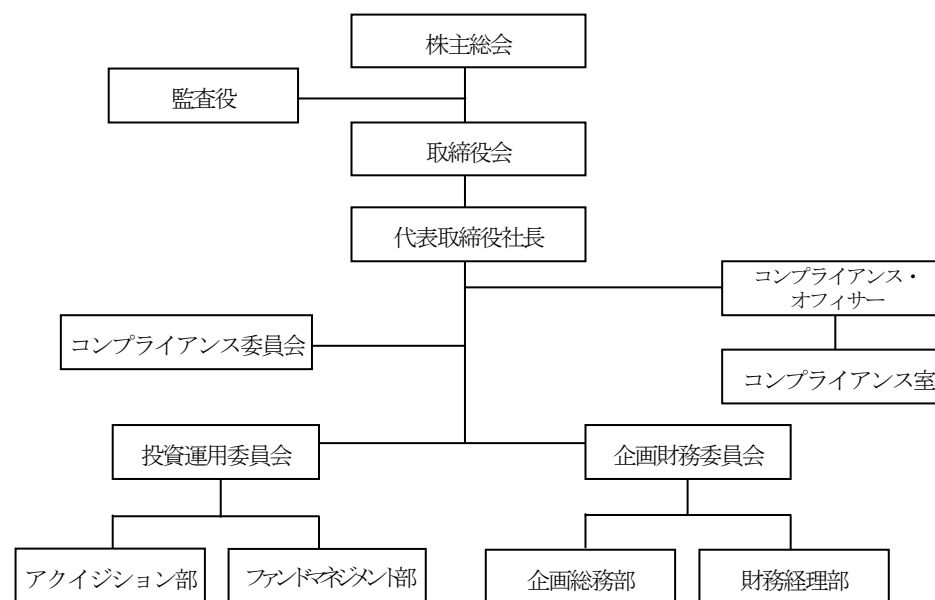 株主総会
監査役
取締役会
代表取締役社長
コンプライアンス・
オフィサー
コンプライアンス委員会
コンプライアンス室
投資運用委員会
企画財務委員会
アクイジション部
ファンドマネジメント部
企画総務部
財務経理部